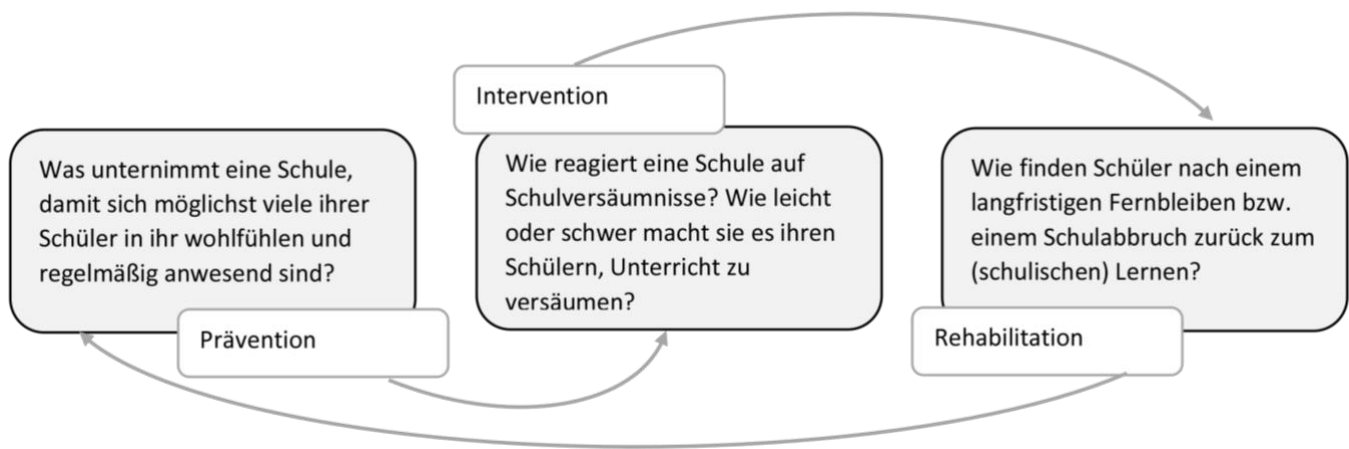 Was unternimmt eine Schule,
damit sich möglichst viele ihrer
Schüler in ihr wohlfühlen und
regelmäßig anwesend sind?
Prävention
Intervention
Wie reagiert eine Schule auf
Schulversäumnisse? Wie leicht
oder schwer macht sie es ihren
Schülern, Unterricht zu
versäumen?
Wie finden Schüler nach einem
langfristigen Fernbleiben bzw.
einem Schulabbruch zurück zum
(schulischen) Lernen?
Rehabilitation